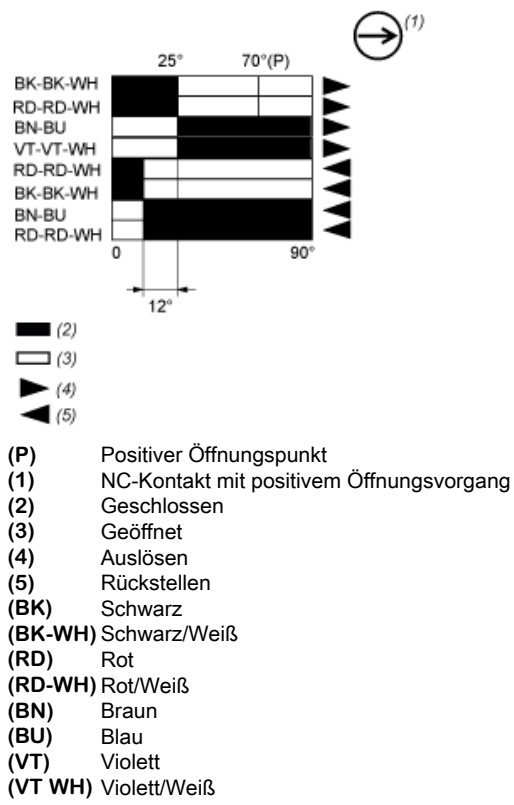 (1)
25° 70°(P)
BK-BK-WH
RD-RD-WH
BN-BU
VT-VT-WH
RD-RD-WH
BK-BK-WH
BN-BU
RD-RD-WH
0 90°
12°
(2)
(3)
(4)
(5)
(P) Positiver Öffnungspunkt
(1) NC-Kontakt mit positivem Öffnungsvorgang
(2) Geschlossen
(3) Geöffnet
(4) Auslösen
(5) Rückstellen
(BK) Schwarz
(BK-WH) Schwarz/Weiß
(RD) Rot
(RD-WH) Rot/Weiß
(BN) Braun
(BU) Blau
(VT) Violett
(VT WH) Violett/Weiß